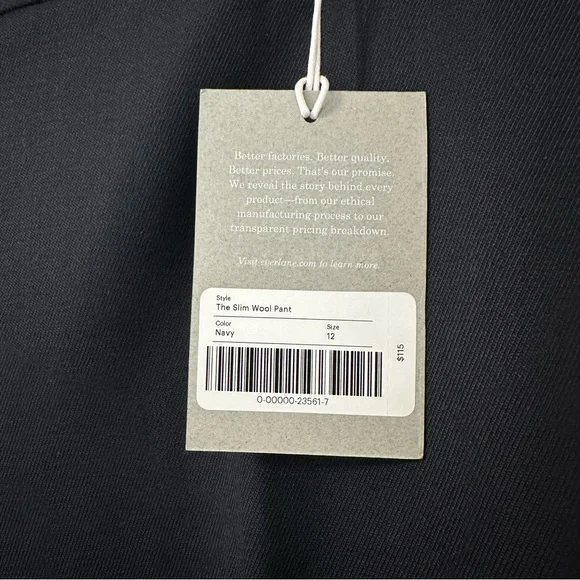 Better factories. Better quality.
Better prices. That's our promise.
We reveal the story behind every
product—from our ethical
manufacturing process to our
transparent pricing breakdown.
Visit everlane.com to learn more.
Style
The Slim Wool Pant
Color
Navy
Size
12
$115
0-00000-23561-7